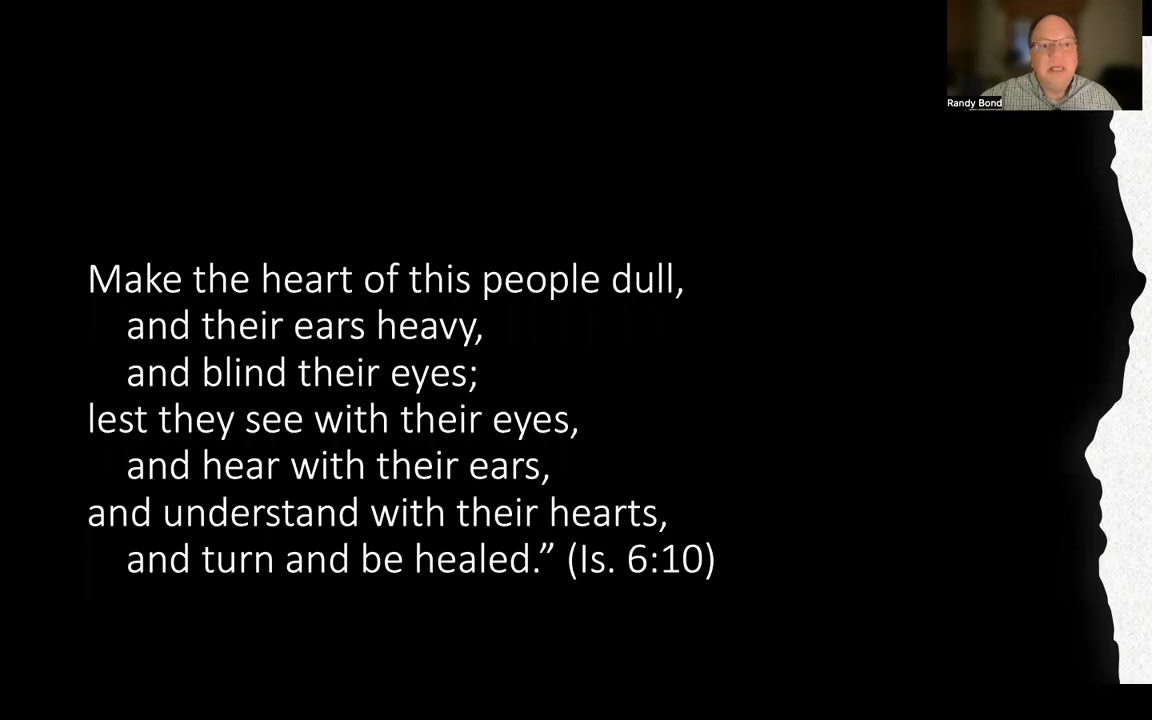 Randy Bond
Make the heart of this people dull,
and their ears heavy,
and blind their eyes;
lest they see with their eyes,
and hear with their ears,
and understand with their hearts,
and turn and be healed.” (Is. 6:10)